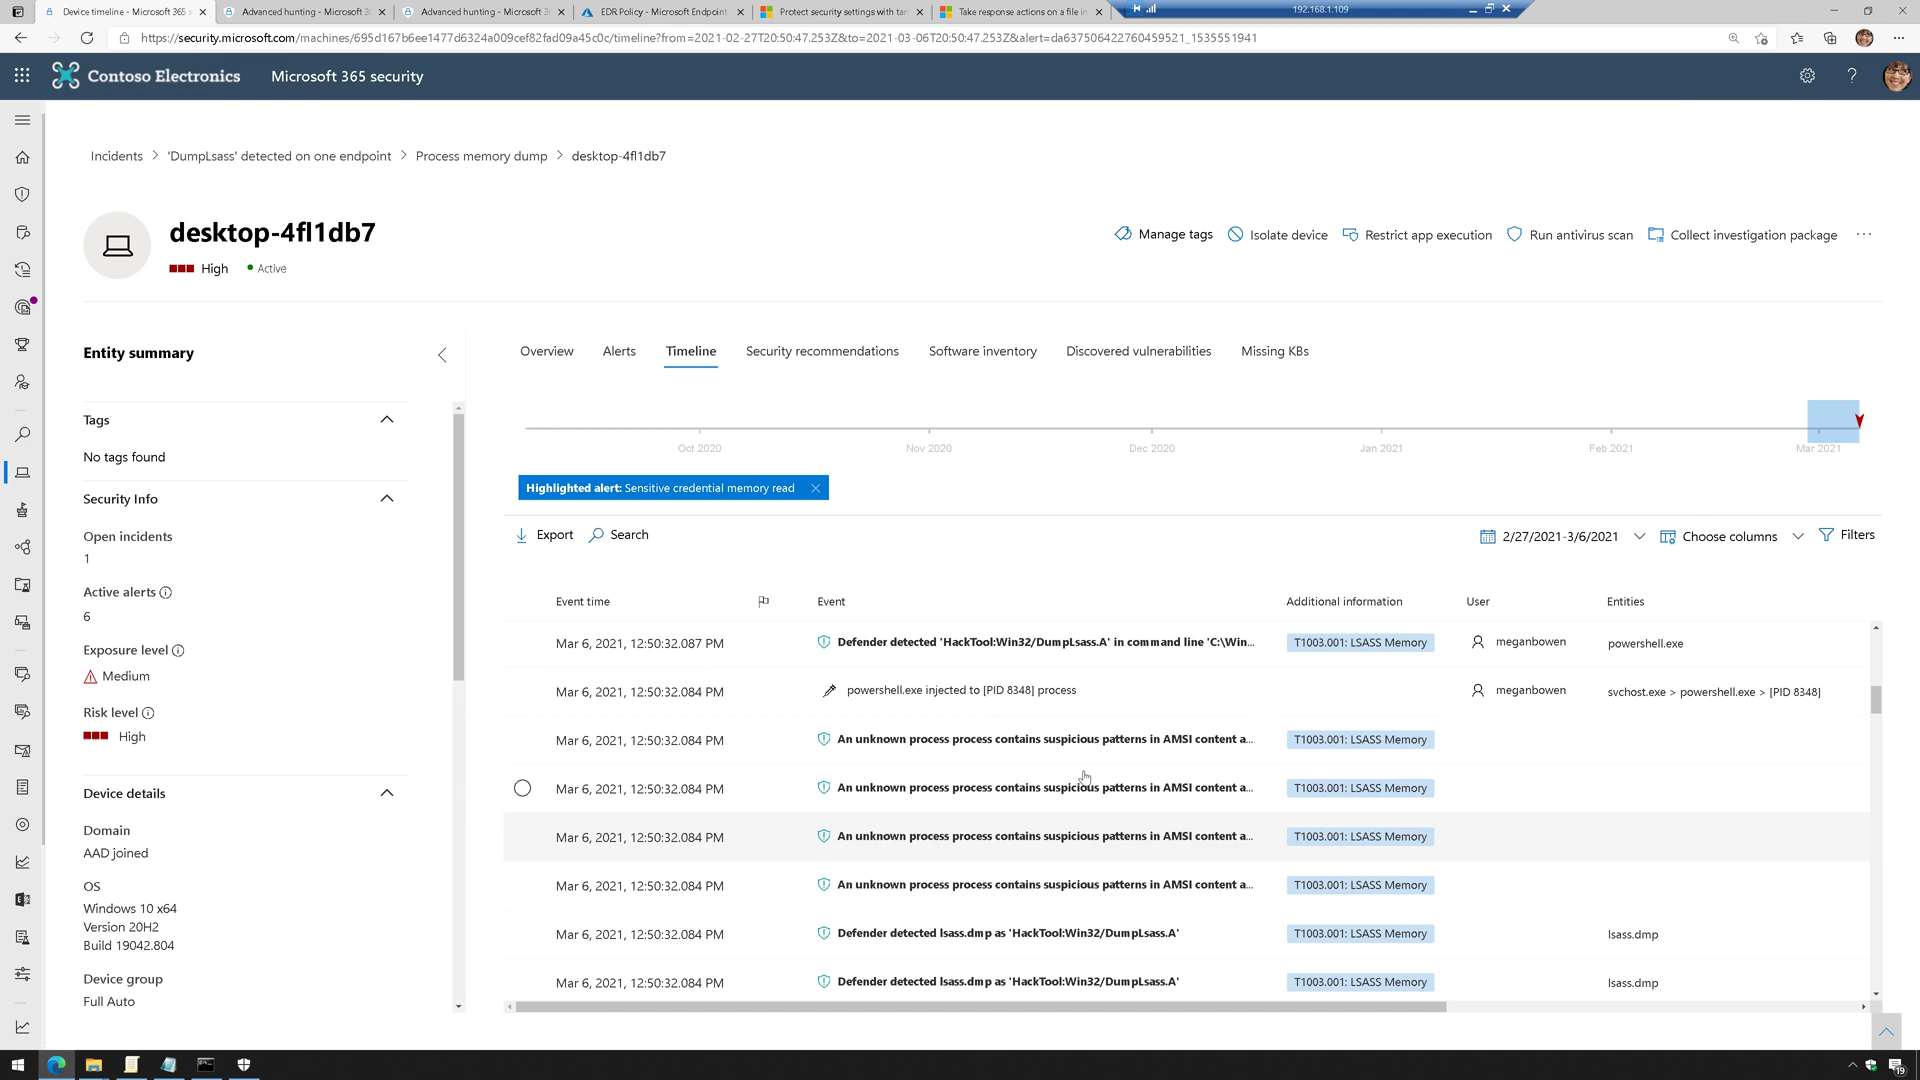 Device timeline - Microsoft 365 s
Advanced hunting - Microsoft 3
Advanced hunting - Microsoft 3
EDR Policy - Microsoft Endpoint
Protect security settings with tam
Take response actions on a file in
192.168.1.109
https://security.microsoft.com/machines/695d167b6ee1477d6324a009cef82fad09a45c0c/timeline?from=2021-02-27T20:50:47.253Z&to=2021-03-06T20:50:47.253Z&alert=da637506422760459521_1535551941
Contoso Electronics
Microsoft 365 security
?
Incidents > 'DumpLsass' detected on one endpoint > Process memory dump > desktop-4fl1db7
desktop-4fl1db7
High
Active
Manage tags
Isolate device
Restrict app execution
Run antivirus scan
Collect investigation package
...
Entity summary
Tags
No tags found
Security Info
Open incidents
1
Active alerts
6
Exposure level
Medium
Risk level
High
Device details
Domain
AAD joined
OS
Windows 10 x64
Version 20H2
Build 19042.804
Device group
Full Auto
Overview
Alerts
Timeline
Security recommendations
Software inventory
Discovered vulnerabilities
Missing KBs
Oct 2020
Nov 2020
Dec 2020
Jan 2021
Feb 2021
Mar 2021
Highlighted alert: Sensitive credential memory read
Export
Search
2/27/2021-3/6/2021
Choose columns
Filters
Event time Event Additional information User Entities
Mar 6, 2021, 12:50:32.087 PM Defender detected 'HackTool:Win32/DumpLsass.A' in command line 'C:\Win... T1003.001: LSASS Memory meganbowen powershell.exe
Mar 6, 2021, 12:50:32.084 PM powershell.exe injected to [PID 8348] process meganbowen svchost.exe > powershell.exe > [PID 8348]
Mar 6, 2021, 12:50:32.084 PM An unknown process process contains suspicious patterns in AMSI content a... T1003.001: LSASS Memory
Mar 6, 2021, 12:50:32.084 PM An unknown process process contains suspicious patterns in AMSI content a... T1003.001: LSASS Memory
Mar 6, 2021, 12:50:32.084 PM An unknown process process contains suspicious patterns in AMSI content a... T1003.001: LSASS Memory
Mar 6, 2021, 12:50:32.084 PM An unknown process process contains suspicious patterns in AMSI content a... T1003.001: LSASS Memory
Mar 6, 2021, 12:50:32.084 PM Defender detected lsass.dmp as 'HackTool:Win32/DumpLsass.A' T1003.001: LSASS Memory lsass.dmp
Mar 6, 2021, 12:50:32.084 PM Defender detected lsass.dmp as 'HackTool:Win32/DumpLsass.A' T1003.001: LSASS Memory lsass.dmp
19